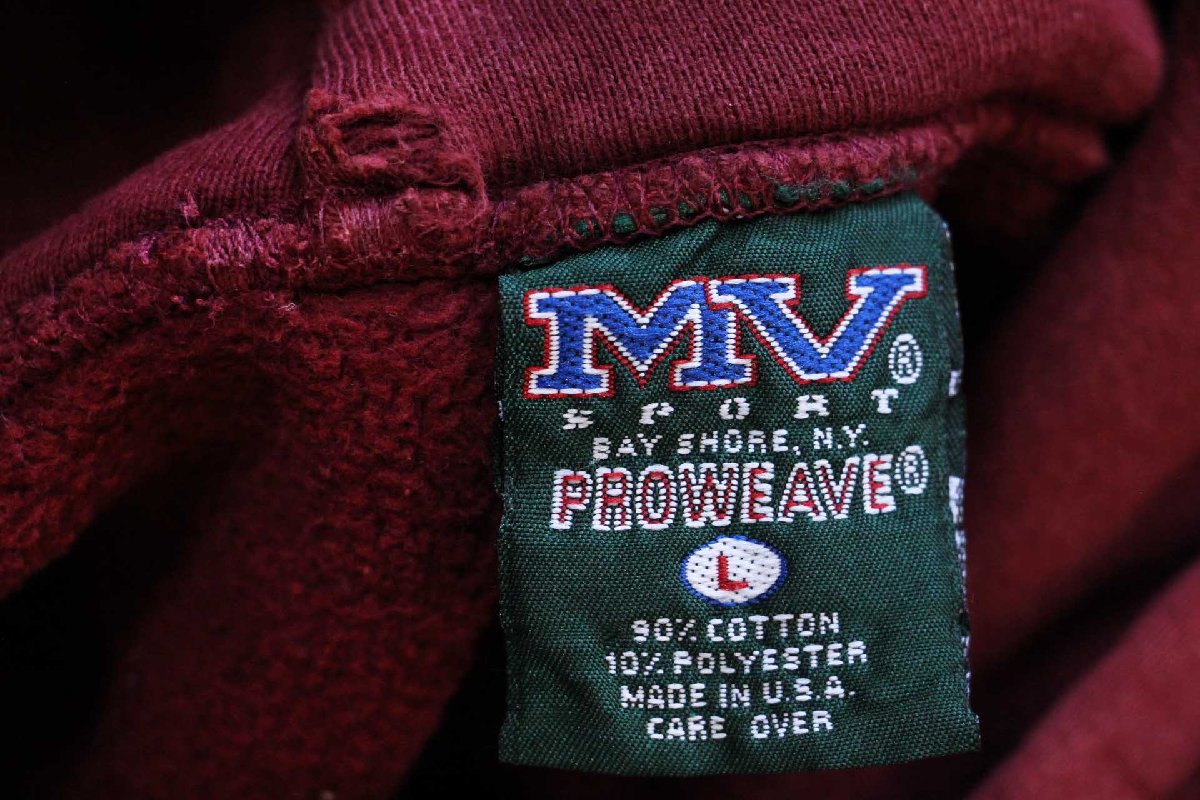 MV®
SPORT
BAY SHORE, N.Y.
PROWEAVE®
L
90% COTTON
10% POLYESTER
MADE IN U.S.A.
CARE OVER